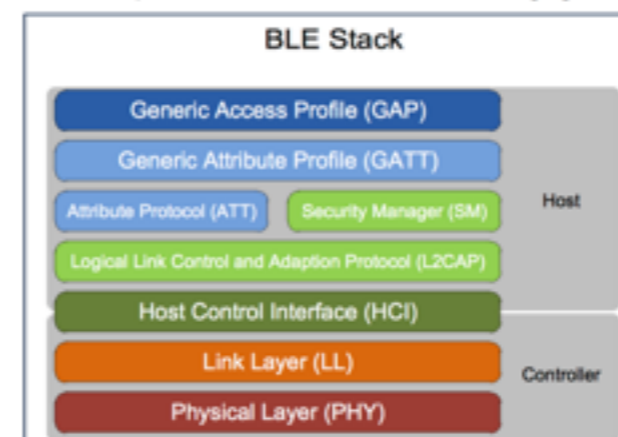 BLE Stack
Generic Access Profile (GAP)
Generic Attribute Profile (GATT)
Attribute Protocol (ATT) Security Manager (SM)
Host
Logical Link Control and Adaption Protocol (L2CAP)
Host Control Interface (HCI)
Link Layer (LL)
Controller
Physical Layer (PHY)